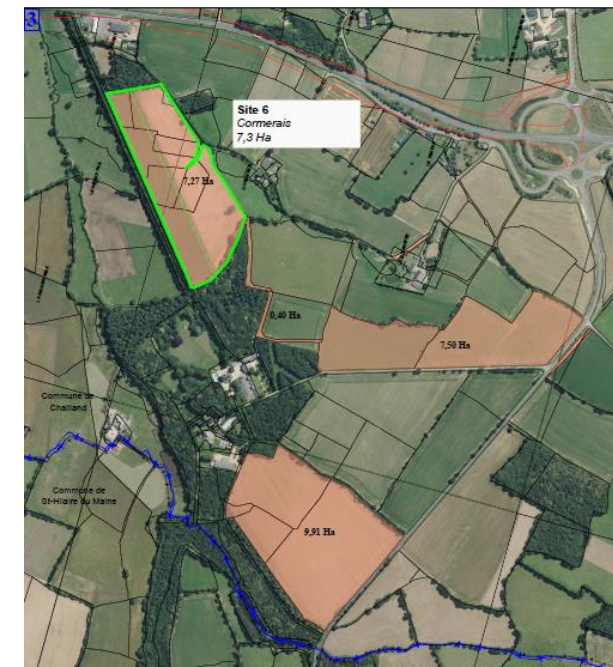 3
Site 6
Cormerais
7,3 Ha
7,27 Ha
0,40 Ha
7,50 Ha
Commune de
Chailland
Commune de
St-Hilaire du Maine
9,91 Ha